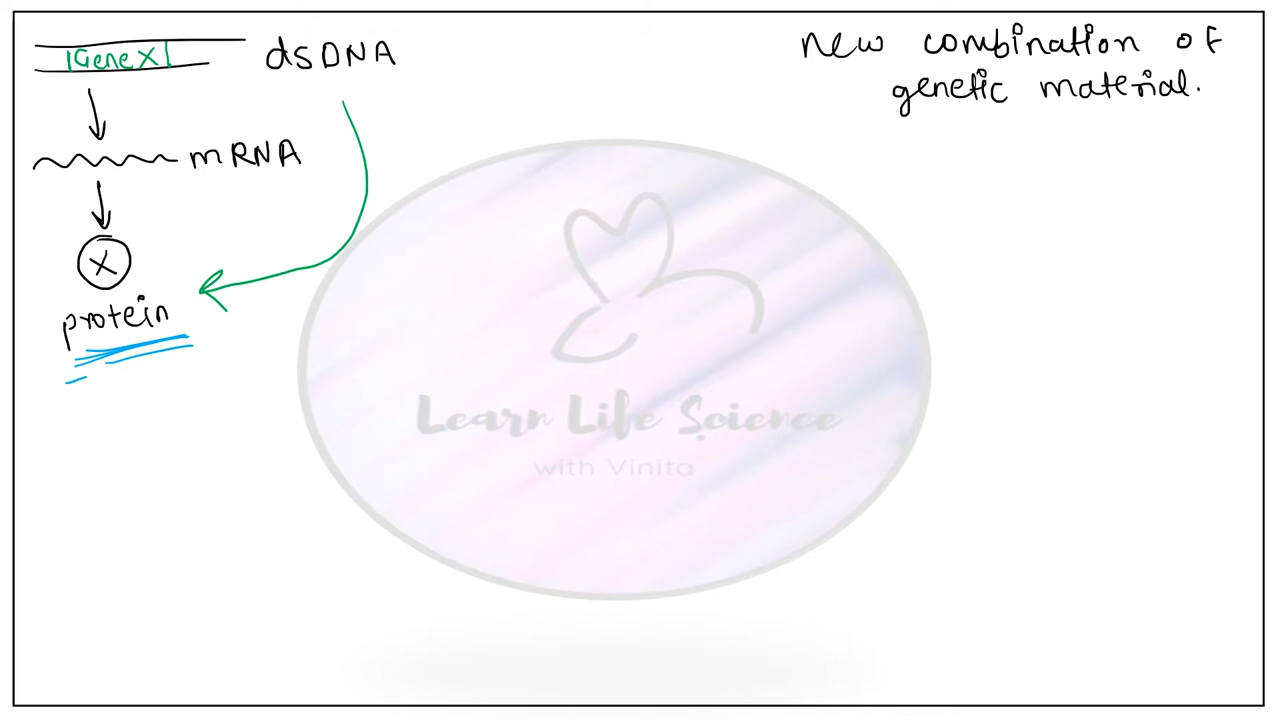 |Gene X| dsDNA
mRNA
X
protein
new combination of
genetic material.
Learn Life Science
with Vinita